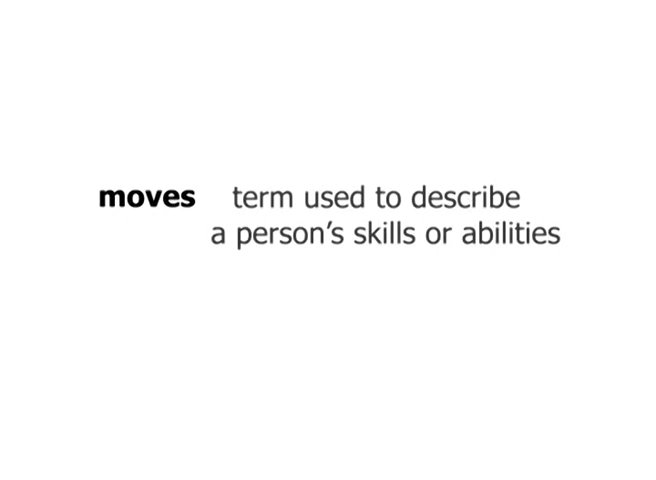 moves term used to describe
a person’s skills or abilities